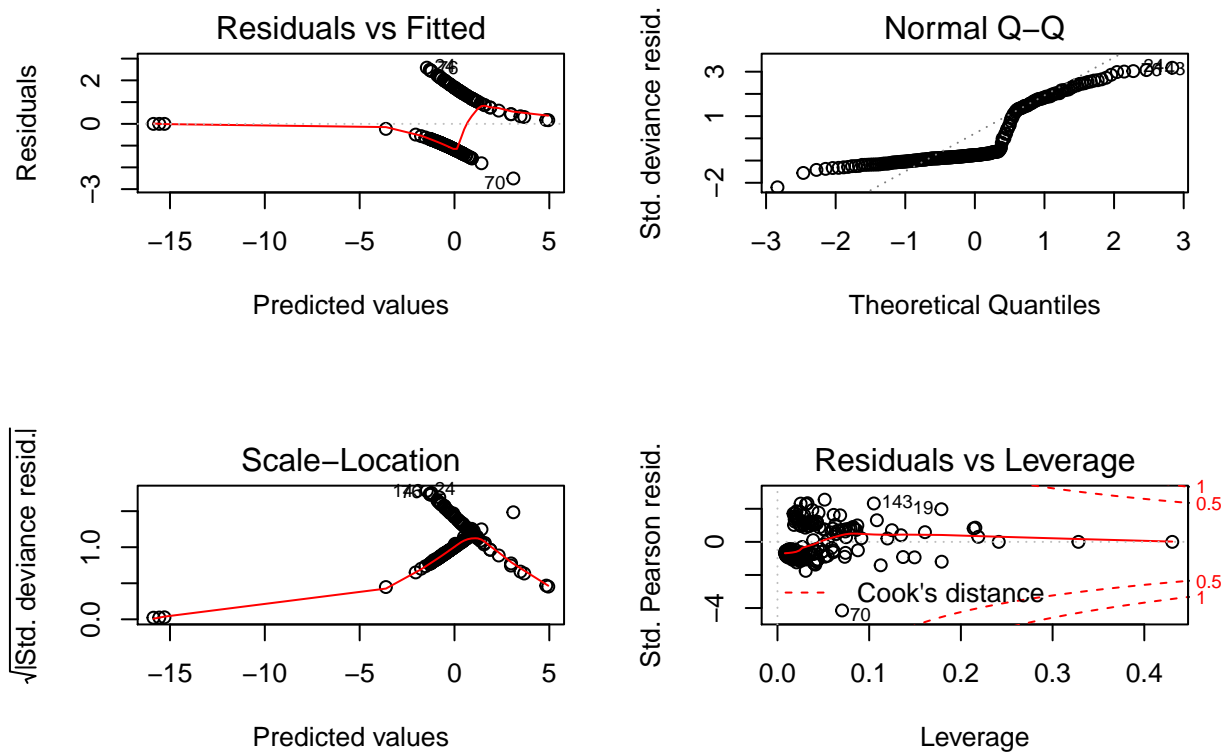 Residuals vs Fitted
Residuals
2
0
−3
24
70
−15 −10 −5 0 5
Predicted values
Normal Q−Q
Std. deviance resid.
3
1
−2
24
143
−3 −2 −1 0 1 2 3
Theoretical Quantiles
Scale−Location
√|Std. deviance resid.|
1.0
0.0
24
−15 −10 −5 0 5
Predicted values
Residuals vs Leverage
Std. Pearson resid.
0
−4
143
19
70
Cook's distance
1
0.5
0.5
1
0.0 0.1 0.2 0.3 0.4
Leverage